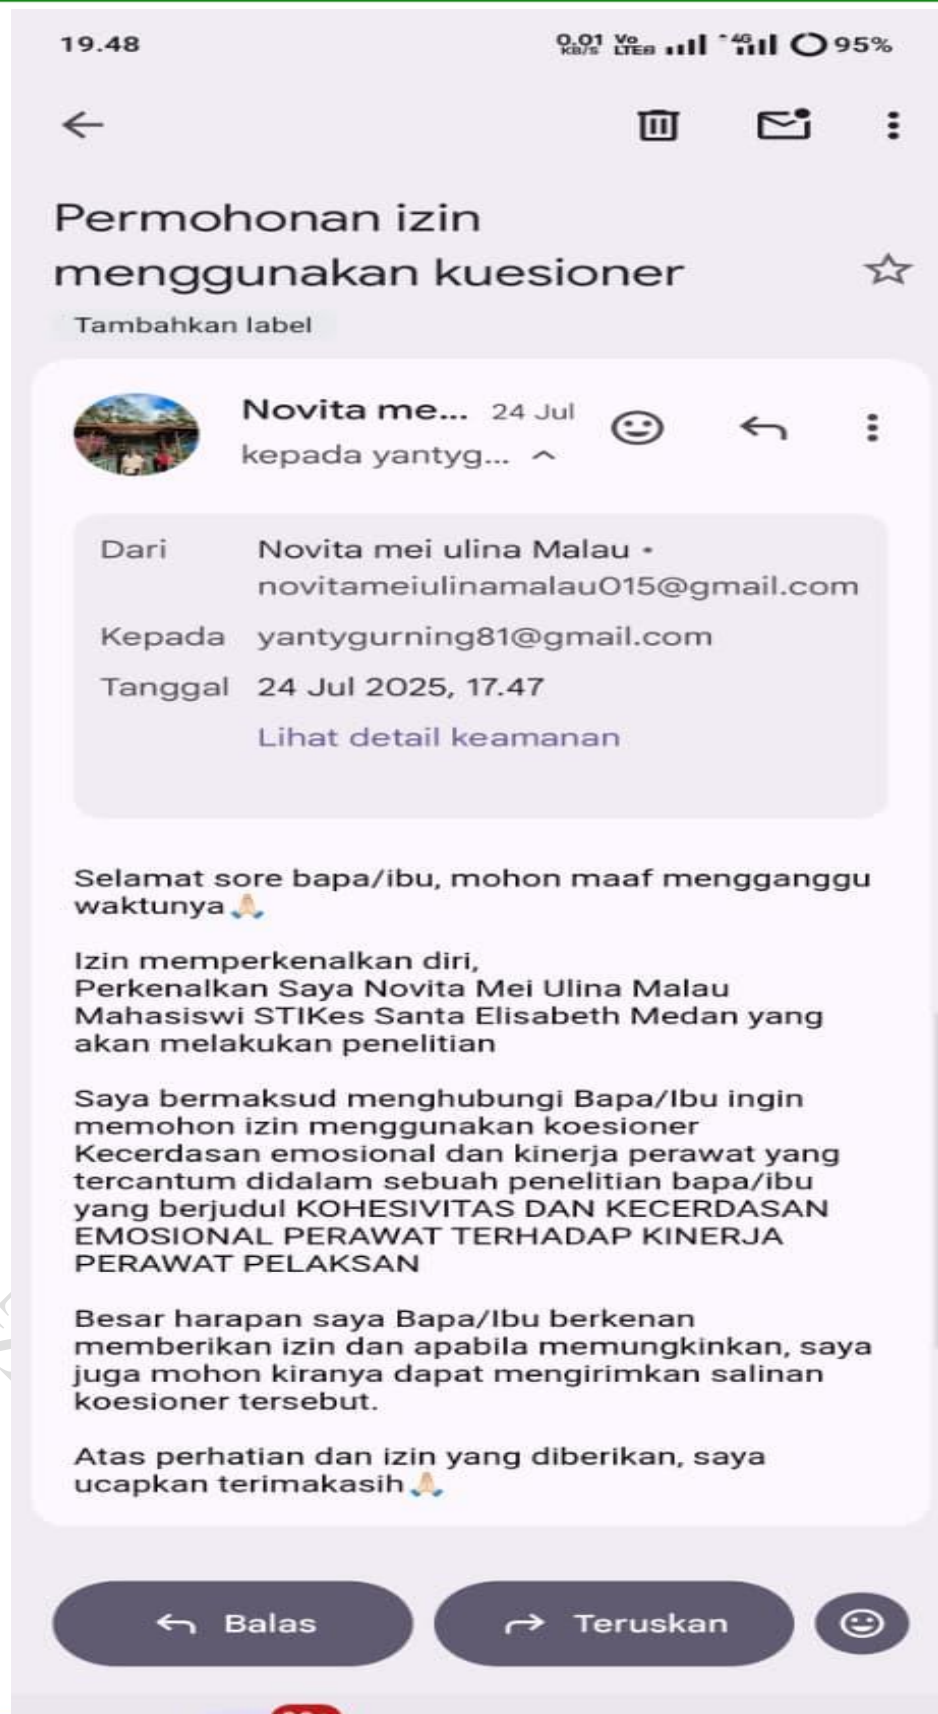 19.48
0.01 KB/S Vo LTE 4G 95%
Permohonan izin
menggunakan kuesioner
Tambahkan label
Novita me... 24 Jul
kepada yantyg...
Dari Novita mei ulina Malau •
novitameiulinamalau015@gmail.com
Kepada yantygurning81@gmail.com
Tanggal 24 Jul 2025, 17.47
Lihat detail keamanan
Selamat sore bapa/ibu, mohon maaf mengganggu
waktunya🙏🏻
Izin memperkenalkan diri,
Perkenalkan Saya Novita Mei Ulina Malau
Mahasiswi STIKes Santa Elisabeth Medan yang
akan melakukan penelitian
Saya bermaksud menghubungi Bapa/Ibu ingin
memohon izin menggunakan koesioner
Kecerdasan emosional dan kinerja perawat yang
tercantum didalam sebuah penelitian bapa/ibu
yang berjudul KOHESIVITAS DAN KECERDASAN
EMOSIONAL PERAWAT TERHADAP KINERJA
PERAWAT PELAKSAN
Besar harapan saya Bapa/Ibu berkenan
memberikan izin dan apabila memungkinkan, saya
juga mohon kiranya dapat mengirimkan salinan
koesioner tersebut.
Atas perhatian dan izin yang diberikan, saya
ucapkan terimakasih🙏🏻
Balas
Teruskan